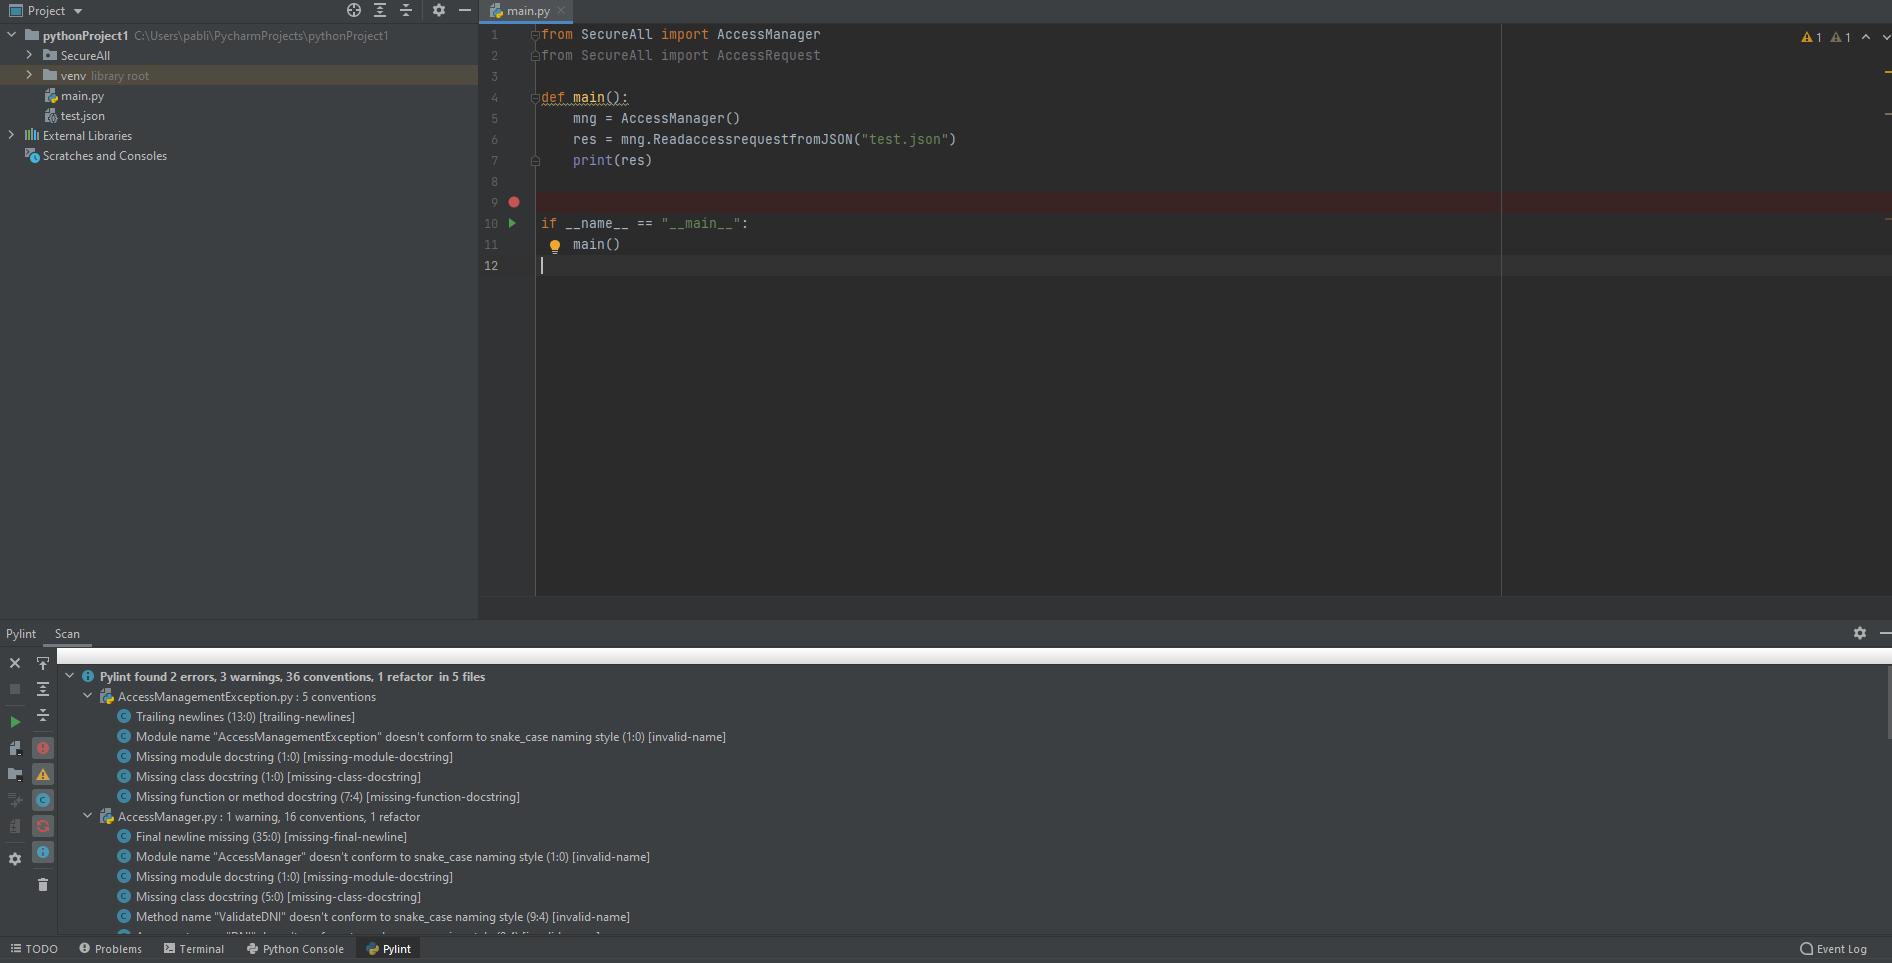 Project
main.py
pythonProject1 C:\Users\pabli\PycharmProjects\pythonProject1
SecureAll
venv library root
main.py
test.json
External Libraries
Scratches and Consoles
1 from SecureAll import AccessManager
2 from SecureAll import AccessRequest
3
4 def main():
5 mng = AccessManager()
6 res = mng.ReadaccessrequestfromJSON("test.json")
7 print(res)
8
9
10 if __name__ == "__main__":
11 main()
12
1 1
Pylint Scan
Pylint found 2 errors, 3 warnings, 36 conventions, 1 refactor in 5 files
AccessManagementException.py : 5 conventions
Trailing newlines (13:0) [trailing-newlines]
Module name "AccessManagementException" doesn't conform to snake_case naming style (1:0) [invalid-name]
Missing module docstring (1:0) [missing-module-docstring]
Missing class docstring (1:0) [missing-class-docstring]
Missing function or method docstring (7:4) [missing-function-docstring]
AccessManager.py : 1 warning, 16 conventions, 1 refactor
Final newline missing (35:0) [missing-final-newline]
Module name "AccessManager" doesn't conform to snake_case naming style (1:0) [invalid-name]
Missing module docstring (1:0) [missing-module-docstring]
Missing class docstring (5:0) [missing-class-docstring]
Method name "ValidateDNI" doesn't conform to snake_case naming style (9:4) [invalid-name]
TODO Problems Terminal Python Console Pylint Event Log